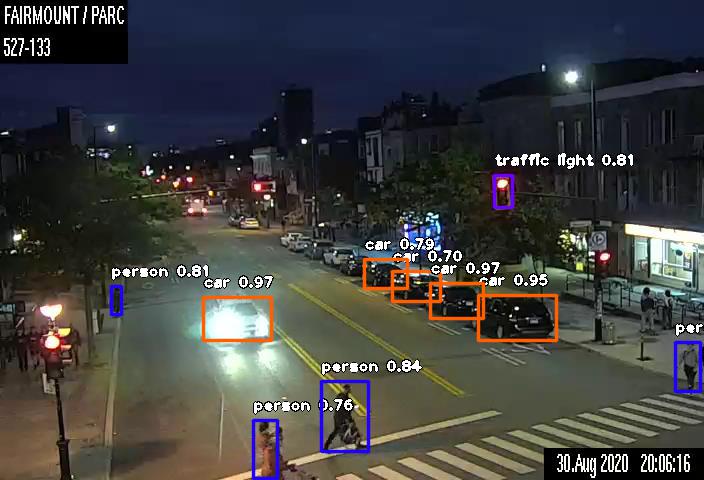 FAIRMOUNT / PARC
527-133
traffic light 0.81
car 0.79
car 0.70
person 0.81
car 0.97
car 0.97
car 0.95
per
person 0.84
person 0.76
30.Aug 2020 20:06:16